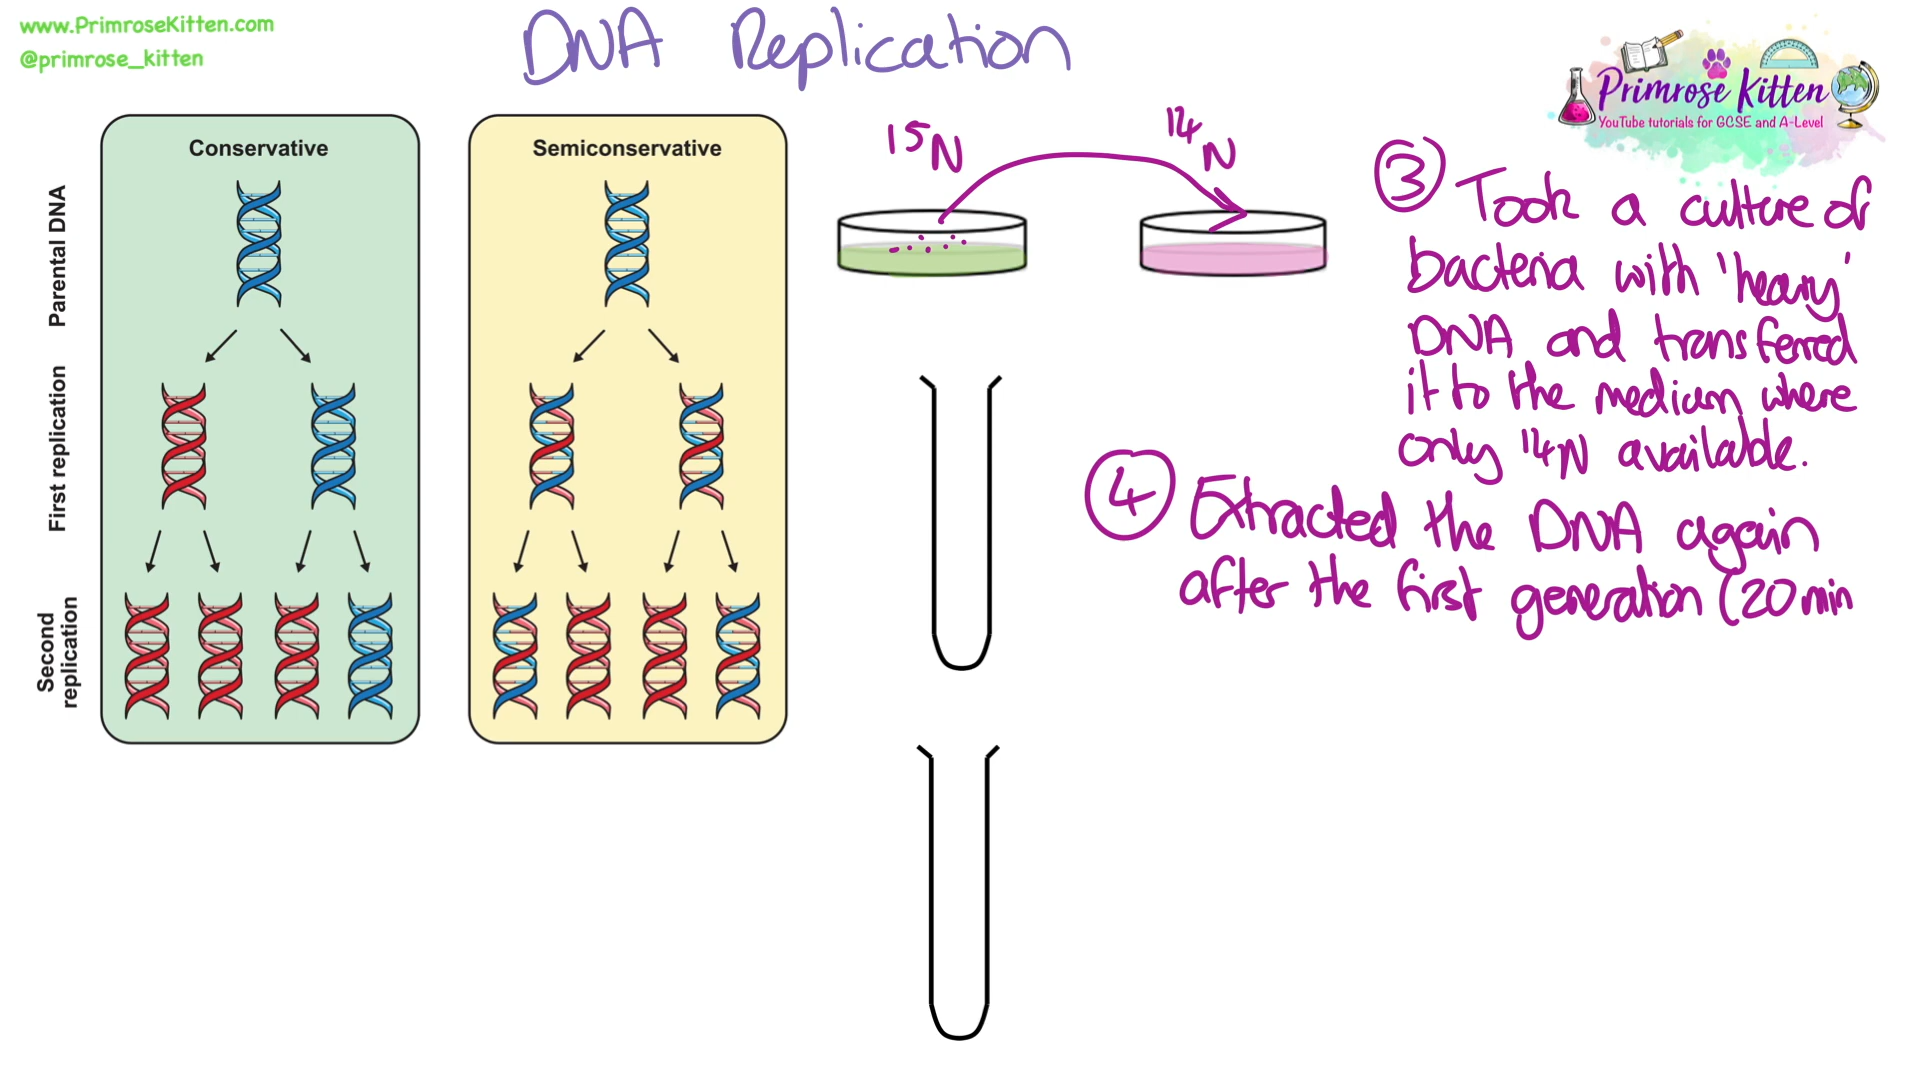 www.PrimroseKitten.com
@primrose_kitten
DNA Replication
Primrose Kitten
YouTube tutorials for GCSE and A-Level
Conservative
Semiconservative
Parental DNA
First replication
Second
replication
15N
14N
3 Took a culture of
bacteria with 'heavy'
DNA and transferred
it to the medium where
only 14N available.
4 Extracted the DNA again
after the first generation (20min